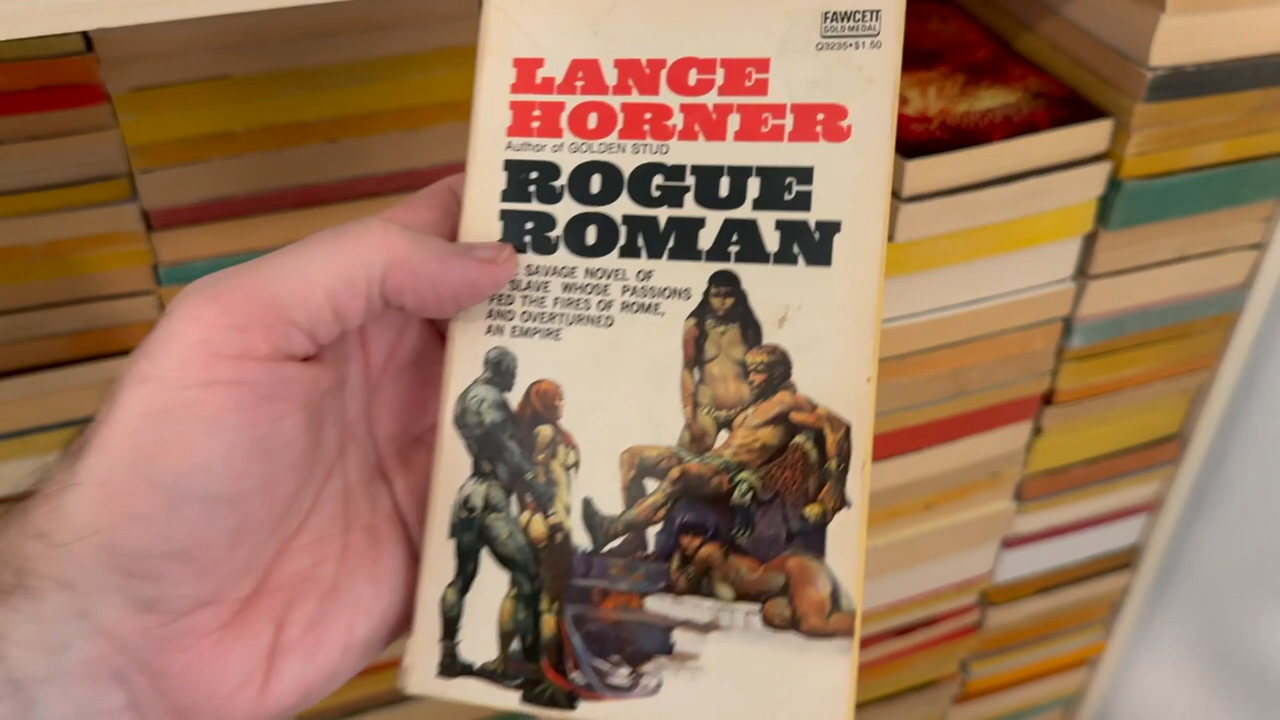 FAWCETT
GOLD MEDAL
Q3235•$1.50
LANCE
HORNER
Author of GOLDEN STUD
ROGUE
ROMAN
SAVAGE NOVEL OF
SLAVE WHOSE PASSIONS
FED THE FIRES OF ROME,
AND OVERTURNED
AN EMPIRE